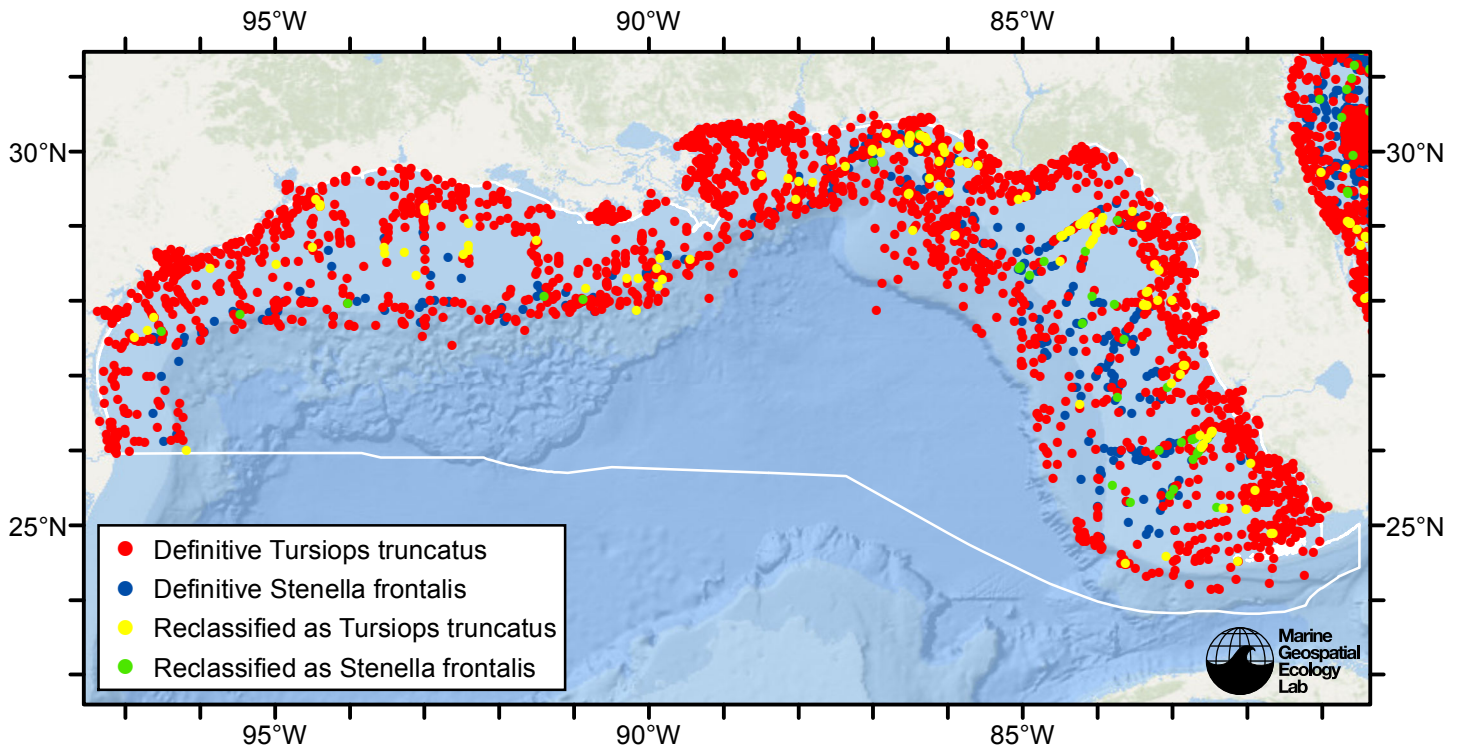 95°W 90°W 85°W
30°N 30°N
25°N 25°N
Definitive Tursiops truncatus
Definitive Stenella frontalis
Reclassified as Tursiops truncatus
Reclassified as Stenella frontalis
Marine
Geospatial
Ecology
Lab
95°W 90°W 85°W